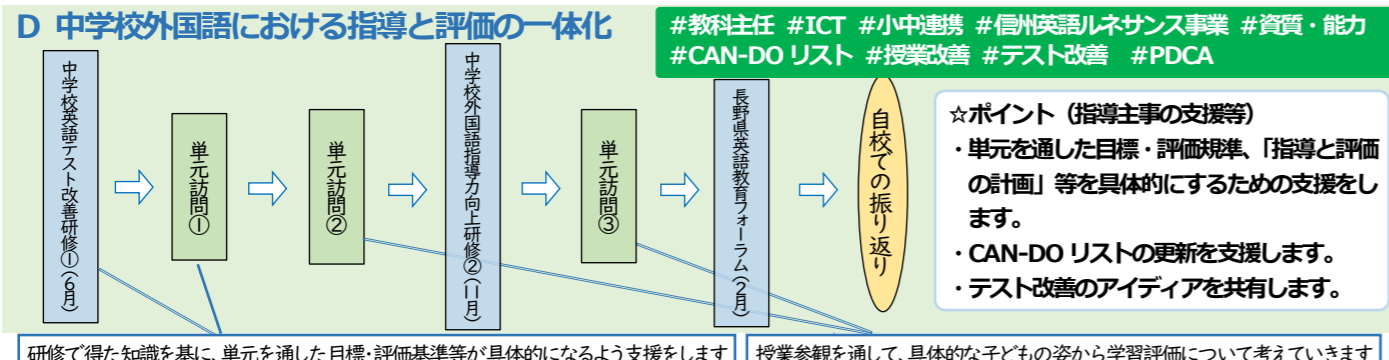 D 中学校外国語における指導と評価の一体化
#教科主任 #ICT #小中連携 #信州英語ルネサンス事業 #資質・能力
#CAN-DO リスト #授業改善 #テスト改善 #PDCA
中学校英語テスト改善研修①(6月)
単元訪問①
単元訪問②
中学校外国語指導力向上研修②(11月)
単元訪問③
長野県英語教育フォーラム(2月)
自校での振り返り
☆ポイント（指導主事の支援等）
・単元を通した目標・評価規準、「指導と評価
の計画」等を具体的にするための支援をし
ます。
・CAN-DO リストの更新を支援します。
・テスト改善のアイディアを共有します。
研修で得た知識を基に、単元を通した目標・評価基準等が具体的になるよう支援をします
授業参観を通して、具体的な子どもの姿から学習評価について考えていきます